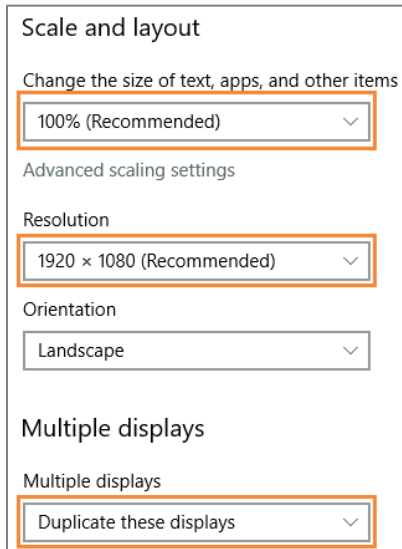 Scale and layout
Change the size of text, apps, and other items
100% (Recommended)
Advanced scaling settings
Resolution
1920 × 1080 (Recommended)
Orientation
Landscape
Multiple displays
Multiple displays
Duplicate these displays